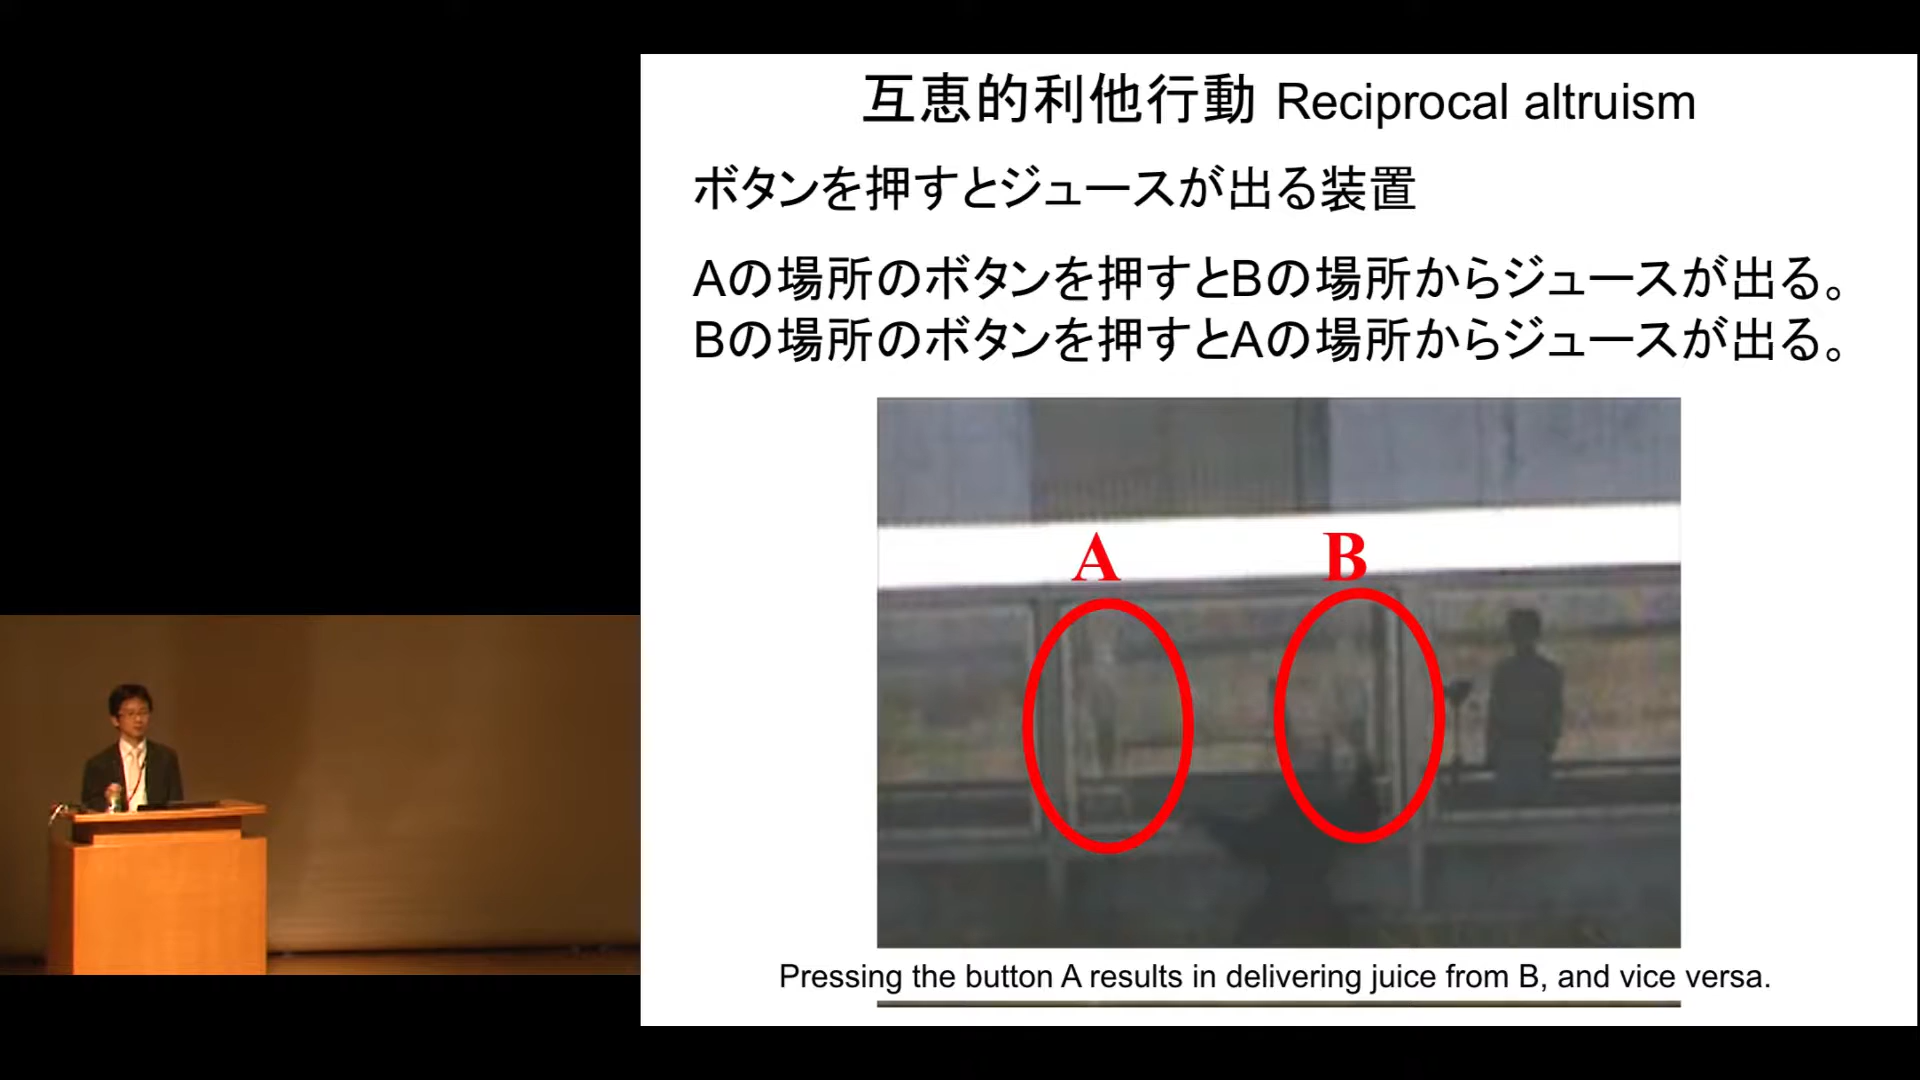 互恵的利他行動 Reciprocal altruism
ボタンを押すとジュースが出る装置
Aの場所のボタンを押すとBの場所からジュースが出る。
Bの場所のボタンを押すとAの場所からジュースが出る。
A
B
Pressing the button A results in delivering juice from B, and vice versa.